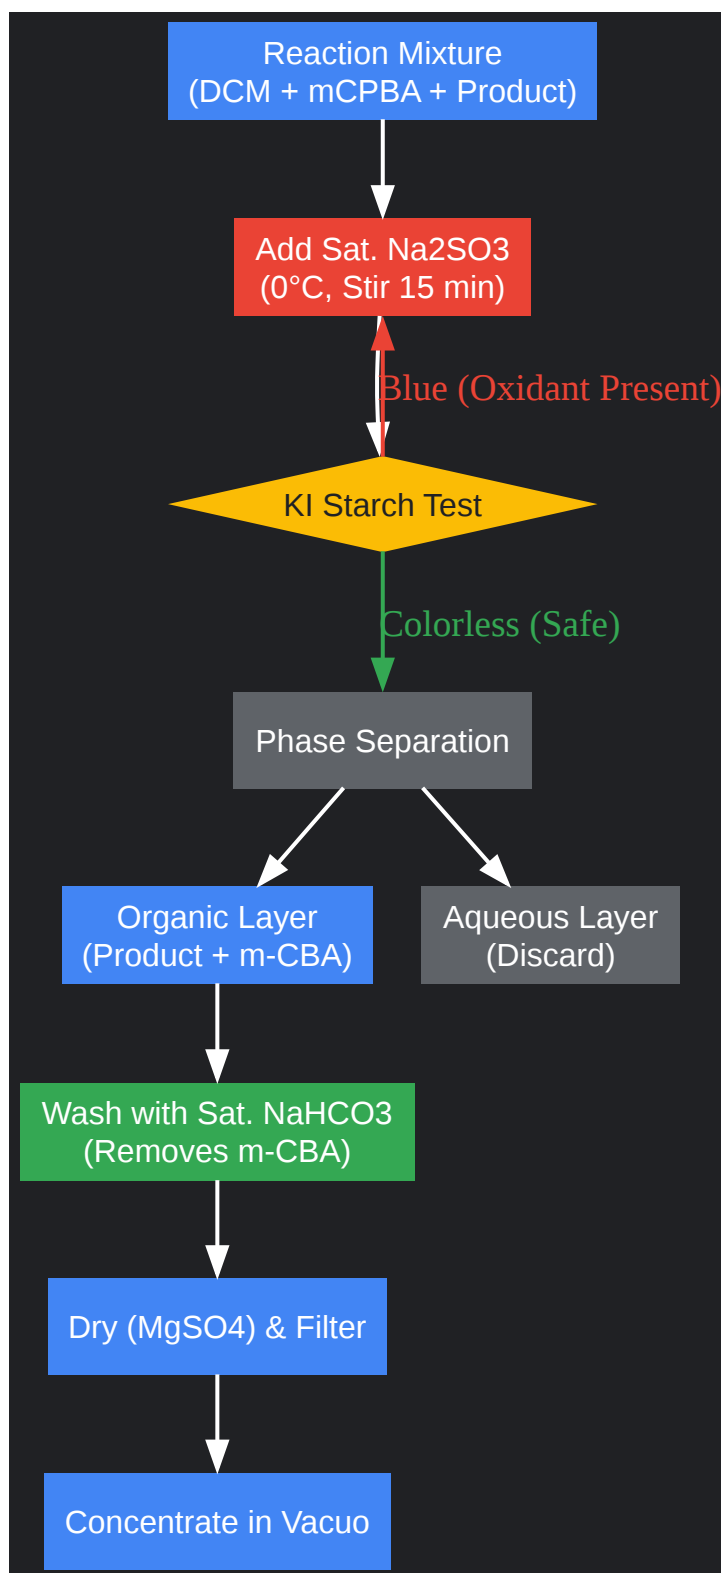 Reaction Mixture
(DCM + mCPBA + Product)
Add Sat. Na2SO3
(0°C, Stir 15 min)
Blue (Oxidant Present)
KI Starch Test
Colorless (Safe)
Phase Separation
Organic Layer
(Product + m-CBA)
Aqueous Layer
(Discard)
Wash with Sat. NaHCO3
(Removes m-CBA)
Dry (MgSO4) & Filter
Concentrate in Vacuo